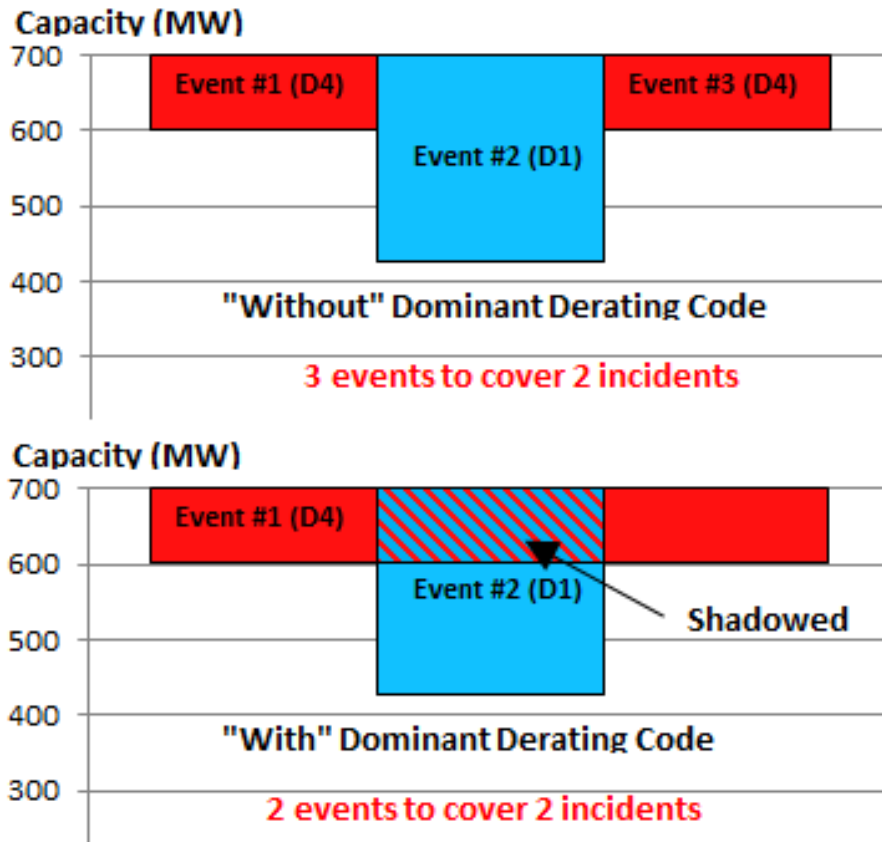 Capacity (MW)
700
Event #1 (D4)
Event #3 (D4)
600
Event #2 (D1)
500
400
"Without" Dominant Derating Code
300
3 events to cover 2 incidents
Capacity (MW)
700
Event #1 (D4)
600
Event #2 (D1)
Shadowed
500
400
"With" Dominant Derating Code
300
2 events to cover 2 incidents